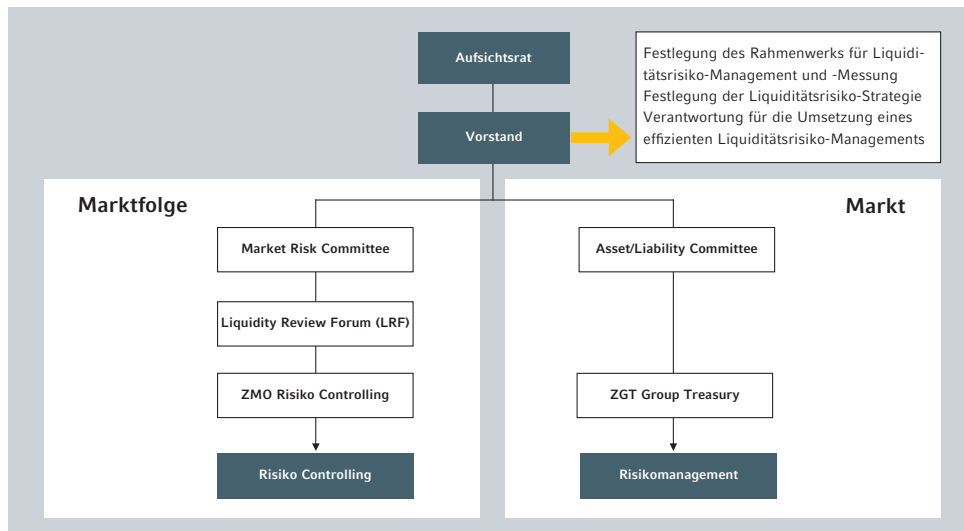 Aufsichtsrat
Vorstand
Festlegung des Rahmenwerks für Liquidi-
tätsrisiko-Management und -Messung
Festlegung der Liquiditätsrisiko-Strategie
Verantwortung für die Umsetzung eines
effizienten Liquiditätsrisiko-Managements
Marktfolge
Market Risk Committee
Liquidity Review Forum (LRF)
ZMO Risiko Controlling
Risiko Controlling
Markt
Asset/Liability Committee
ZGT Group Treasury
Risikomanagement